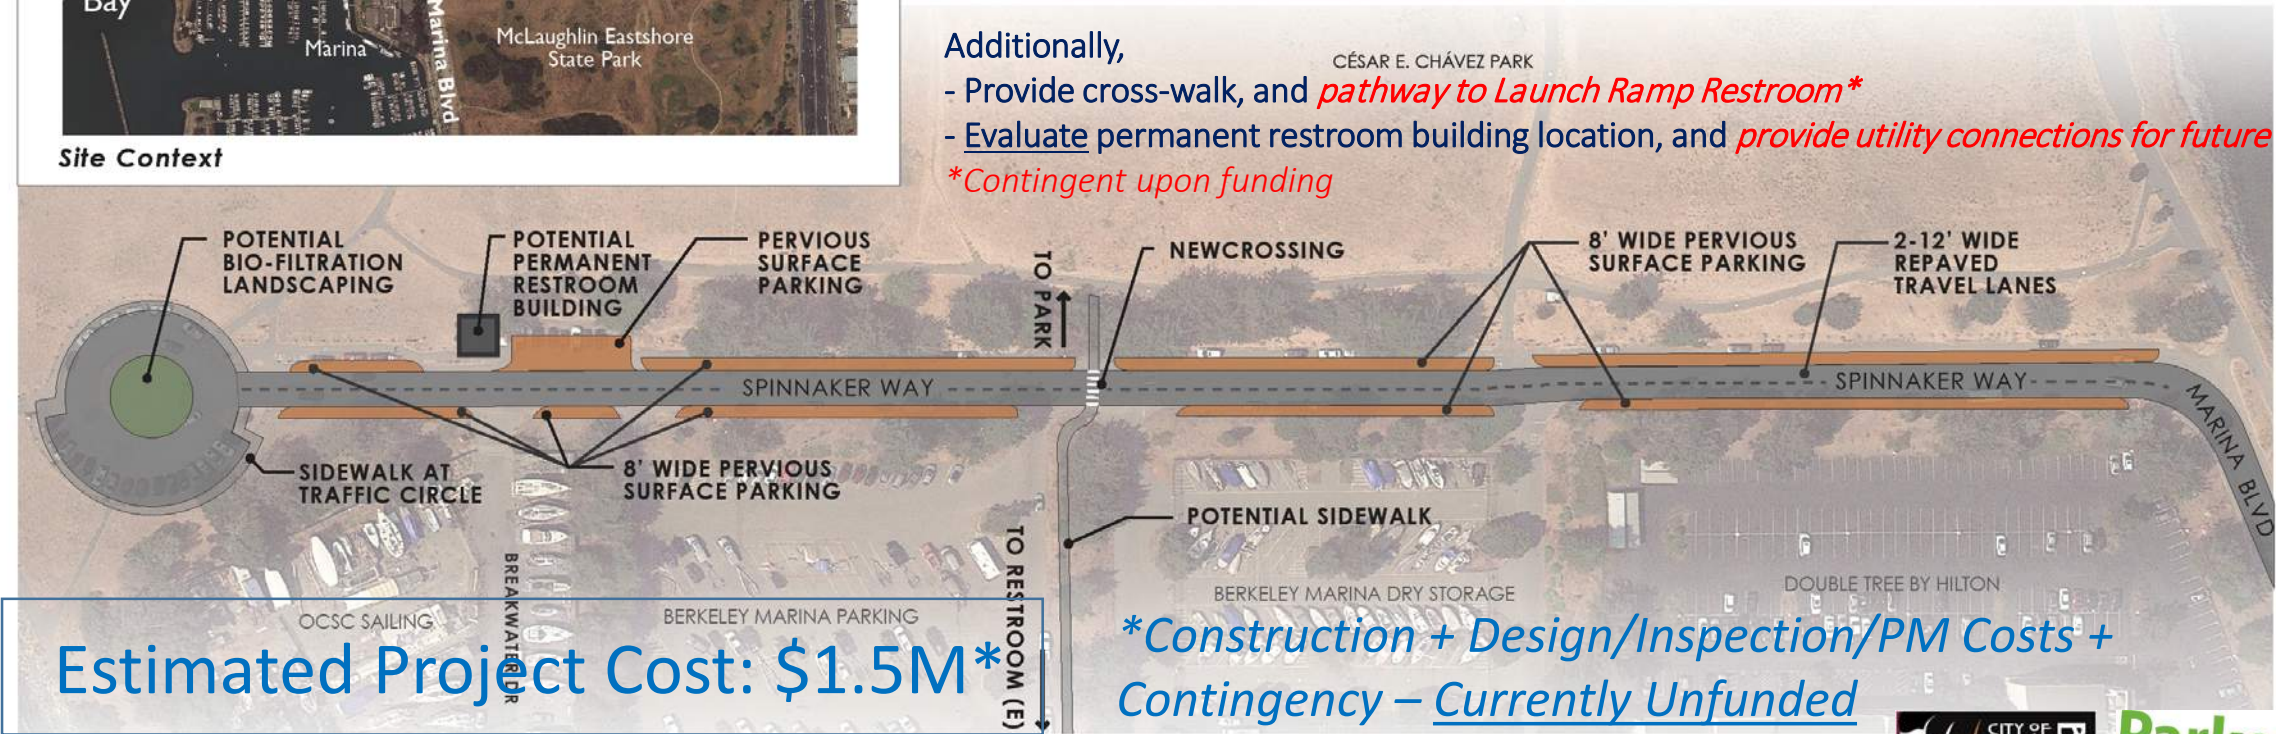 Bay
Marina
Marina Blvd
McLaughlin Eastshore
State Park
Site Context
Additionally,
CÉSAR E. CHÁVEZ PARK
- Provide cross-walk, and pathway to Launch Ramp Restroom*
- Evaluate permanent restroom building location, and provide utility connections for future
*Contingent upon funding
POTENTIAL
BIO-FILTRATION
LANDSCAPING
POTENTIAL
PERMANENT
RESTROOM
BUILDING
PERVIOUS
SURFACE
PARKING
TO PARK
NEWCROSSING
8' WIDE PERVIOUS
SURFACE PARKING
2-12' WIDE
REPAVED
TRAVEL LANES
SPINNAKER WAY
SPINNAKER WAY
MARINA BLVD
SIDEWALK AT
TRAFFIC CIRCLE
8' WIDE PERVIOUS
SURFACE PARKING
POTENTIAL SIDEWALK
BREAKWATER DR
TO RESTROOM (E)
OCSC SAILING
BERKELEY MARINA PARKING
BERKELEY MARINA DRY STORAGE
DOUBLE TREE BY HILTON
Estimated Project Cost: $1.5M*
*Construction + Design/Inspection/PM Costs +
Contingency – Currently Unfunded
CITY OF